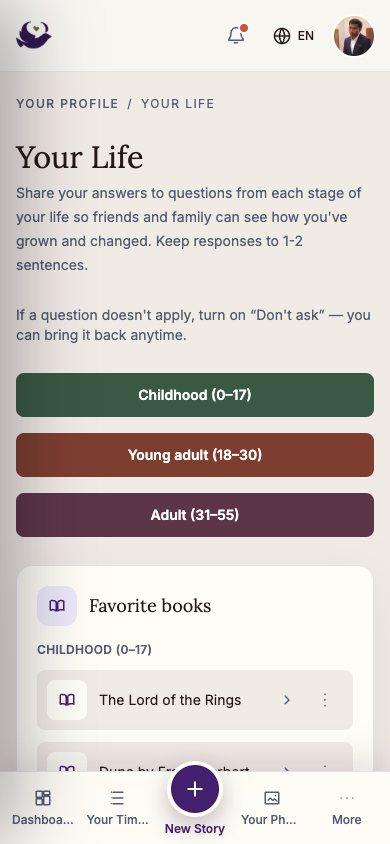 EN
YOUR PROFILE / YOUR LIFE
Your Life
Share your answers to questions from each stage of
your life so friends and family can see how you've
grown and changed. Keep responses to 1-2
sentences.
If a question doesn't apply, turn on “Don't ask” — you
can bring it back anytime.
Childhood (0–17)
Young adult (18–30)
Adult (31–55)
Favorite books
CHILDHOOD (0–17)
The Lord of the Rings
Dune by
Dashboa...
Your Tim...
New Story
Your Ph...
More